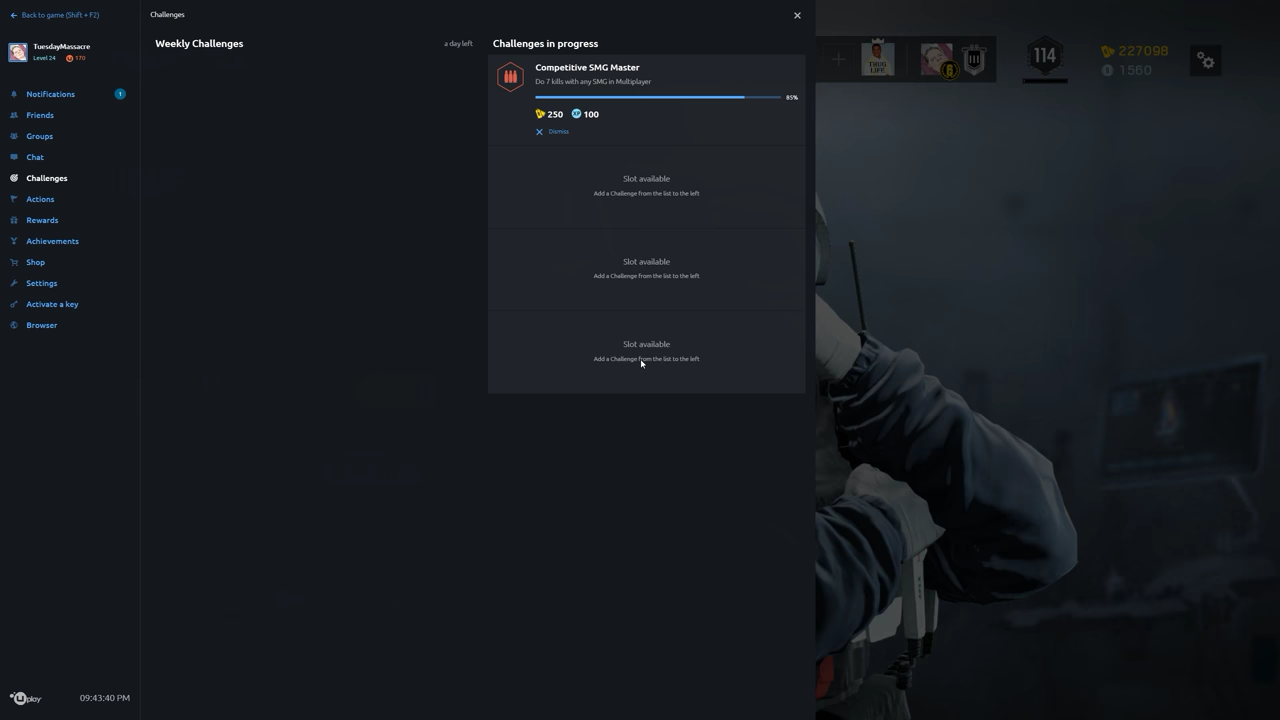 Back to game (Shift + F2)
TuesdayMassacre
Level 24 170
Notifications 1
Friends
Groups
Chat
Challenges
Actions
Rewards
Achievements
Shop
Settings
Activate a key
Browser
uplay 09:43:40 PM
Challenges
Weekly Challenges a day left
Challenges in progress
Competitive SMG Master
Do 7 kills with any SMG in Multiplayer
85%
250 XP 100
Dismiss
Slot available
Add a Challenge from the list to the left
Slot available
Add a Challenge from the list to the left
Slot available
Add a Challenge from the list to the left
THUG
LIFE
114
227098
1560